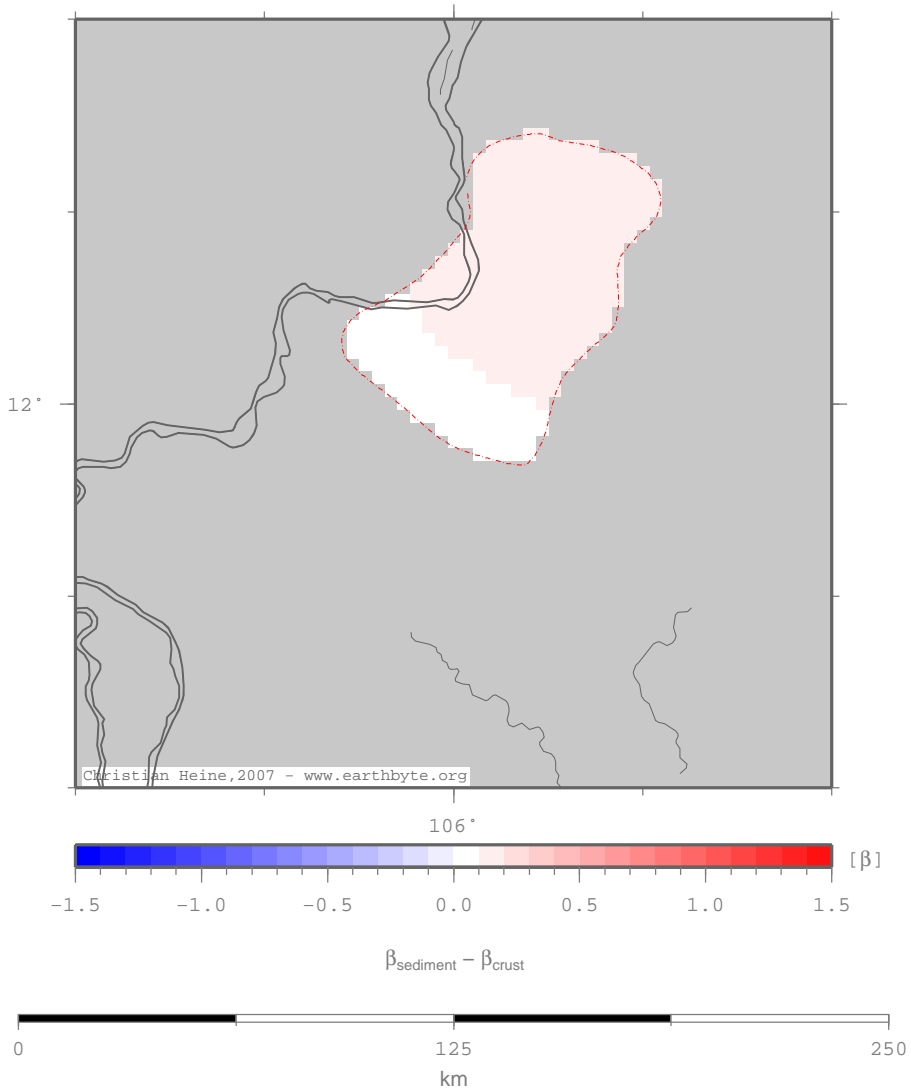 12°
Christian Heine,2007 - www.earthbyte.org
106°
[β]
-1.5 -1.0 -0.5 0.0 0.5 1.0 1.5
βsediment – βcrust
0 125 250
km